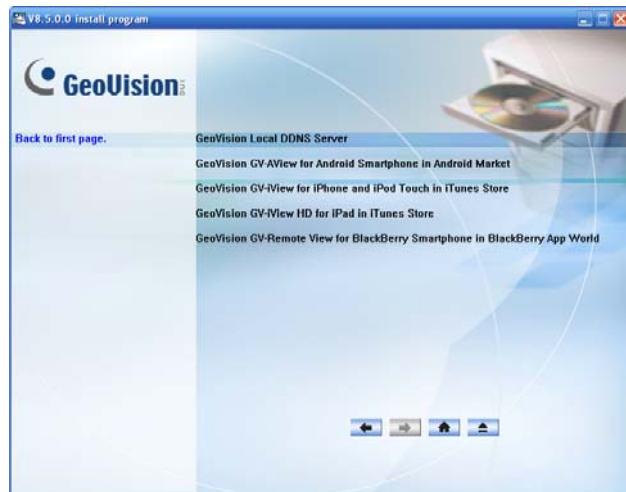 V8.5.0.0 install program
GeoVision
Back to first page.
GeoVision Local DDNS Server
GeoVision GV-AView for Android Smartphone in Android Market
GeoVision GV-iView for iPhone and iPod Touch in iTunes Store
GeoVision GV-iView HD for iPad in iTunes Store
GeoVision GV-Remote View for BlackBerry Smartphone in BlackBerry App World